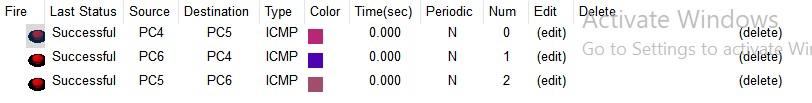 Fire Last Status Source Destination Type Color Time(sec) Periodic Num Edit Delete
Successful PC4 PC5 ICMP 0.000 N 0 (edit) (delete)
Successful PC6 PC4 ICMP 0.000 N 1 (edit) (delete)
Successful PC5 PC6 ICMP 0.000 N 2 (edit) (delete)
Activate Windows
Go to Settings to activate Win